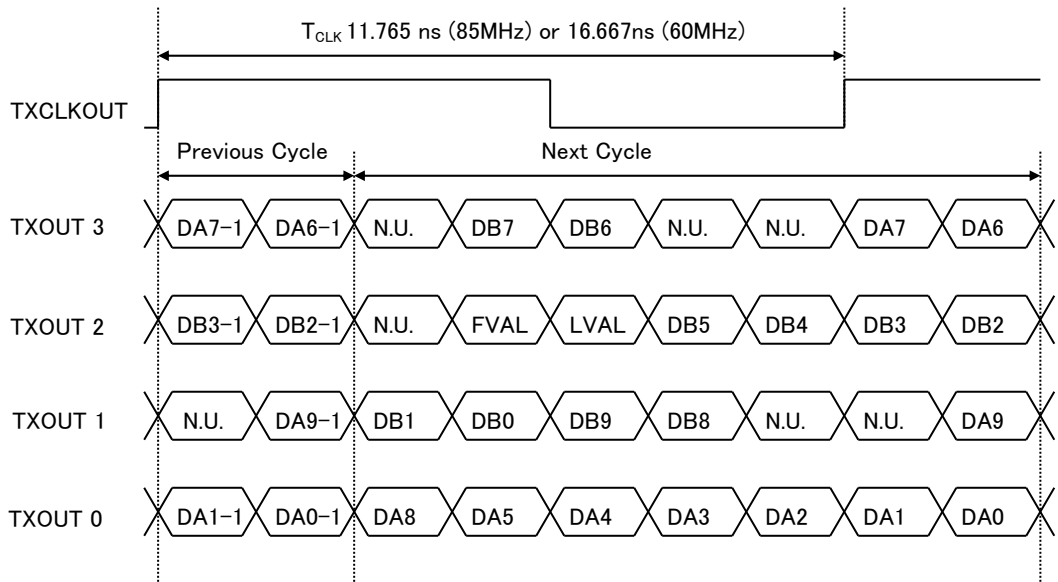 T_CLK 11.765 ns (85MHz) or 16.667ns (60MHz)
TXCLKOUT
Previous Cycle Next Cycle
TXOUT 3 DA7-1 DA6-1 N.U. DB7 DB6 N.U. N.U. DA7 DA6
TXOUT 2 DB3-1 DB2-1 N.U. FVAL LVAL DB5 DB4 DB3 DB2
TXOUT 1 N.U. DA9-1 DB1 DB0 DB9 DB8 N.U. N.U. DA9
TXOUT 0 DA1-1 DA0-1 DA8 DA5 DA4 DA3 DA2 DA1 DA0